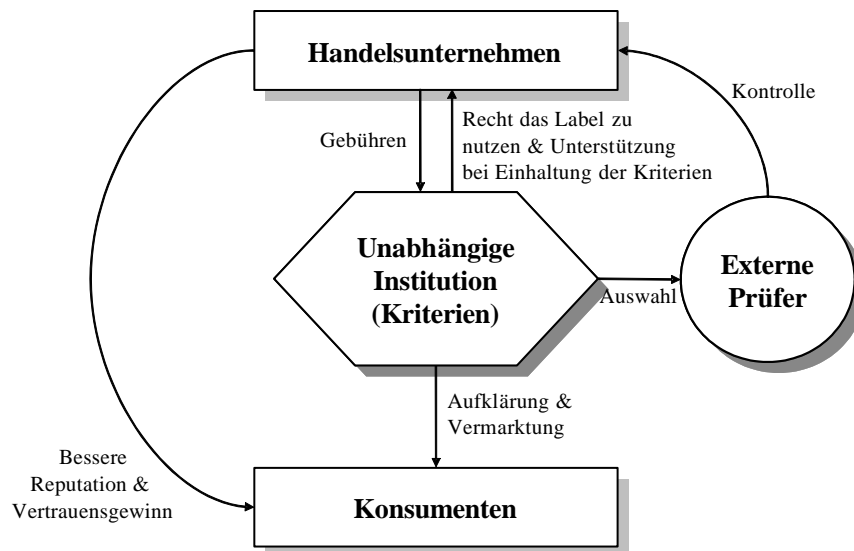 Handelsunternehmen
Kontrolle
Gebühren
Recht das Label zu
nutzen & Unterstützung
bei Einhaltung der Kriterien
Unabhängige
Institution
(Kriterien)
Auswahl
Externe
Prüfer
Aufklärung &
Vermarktung
Bessere
Reputation &
Vertrauensgewinn
Konsumenten